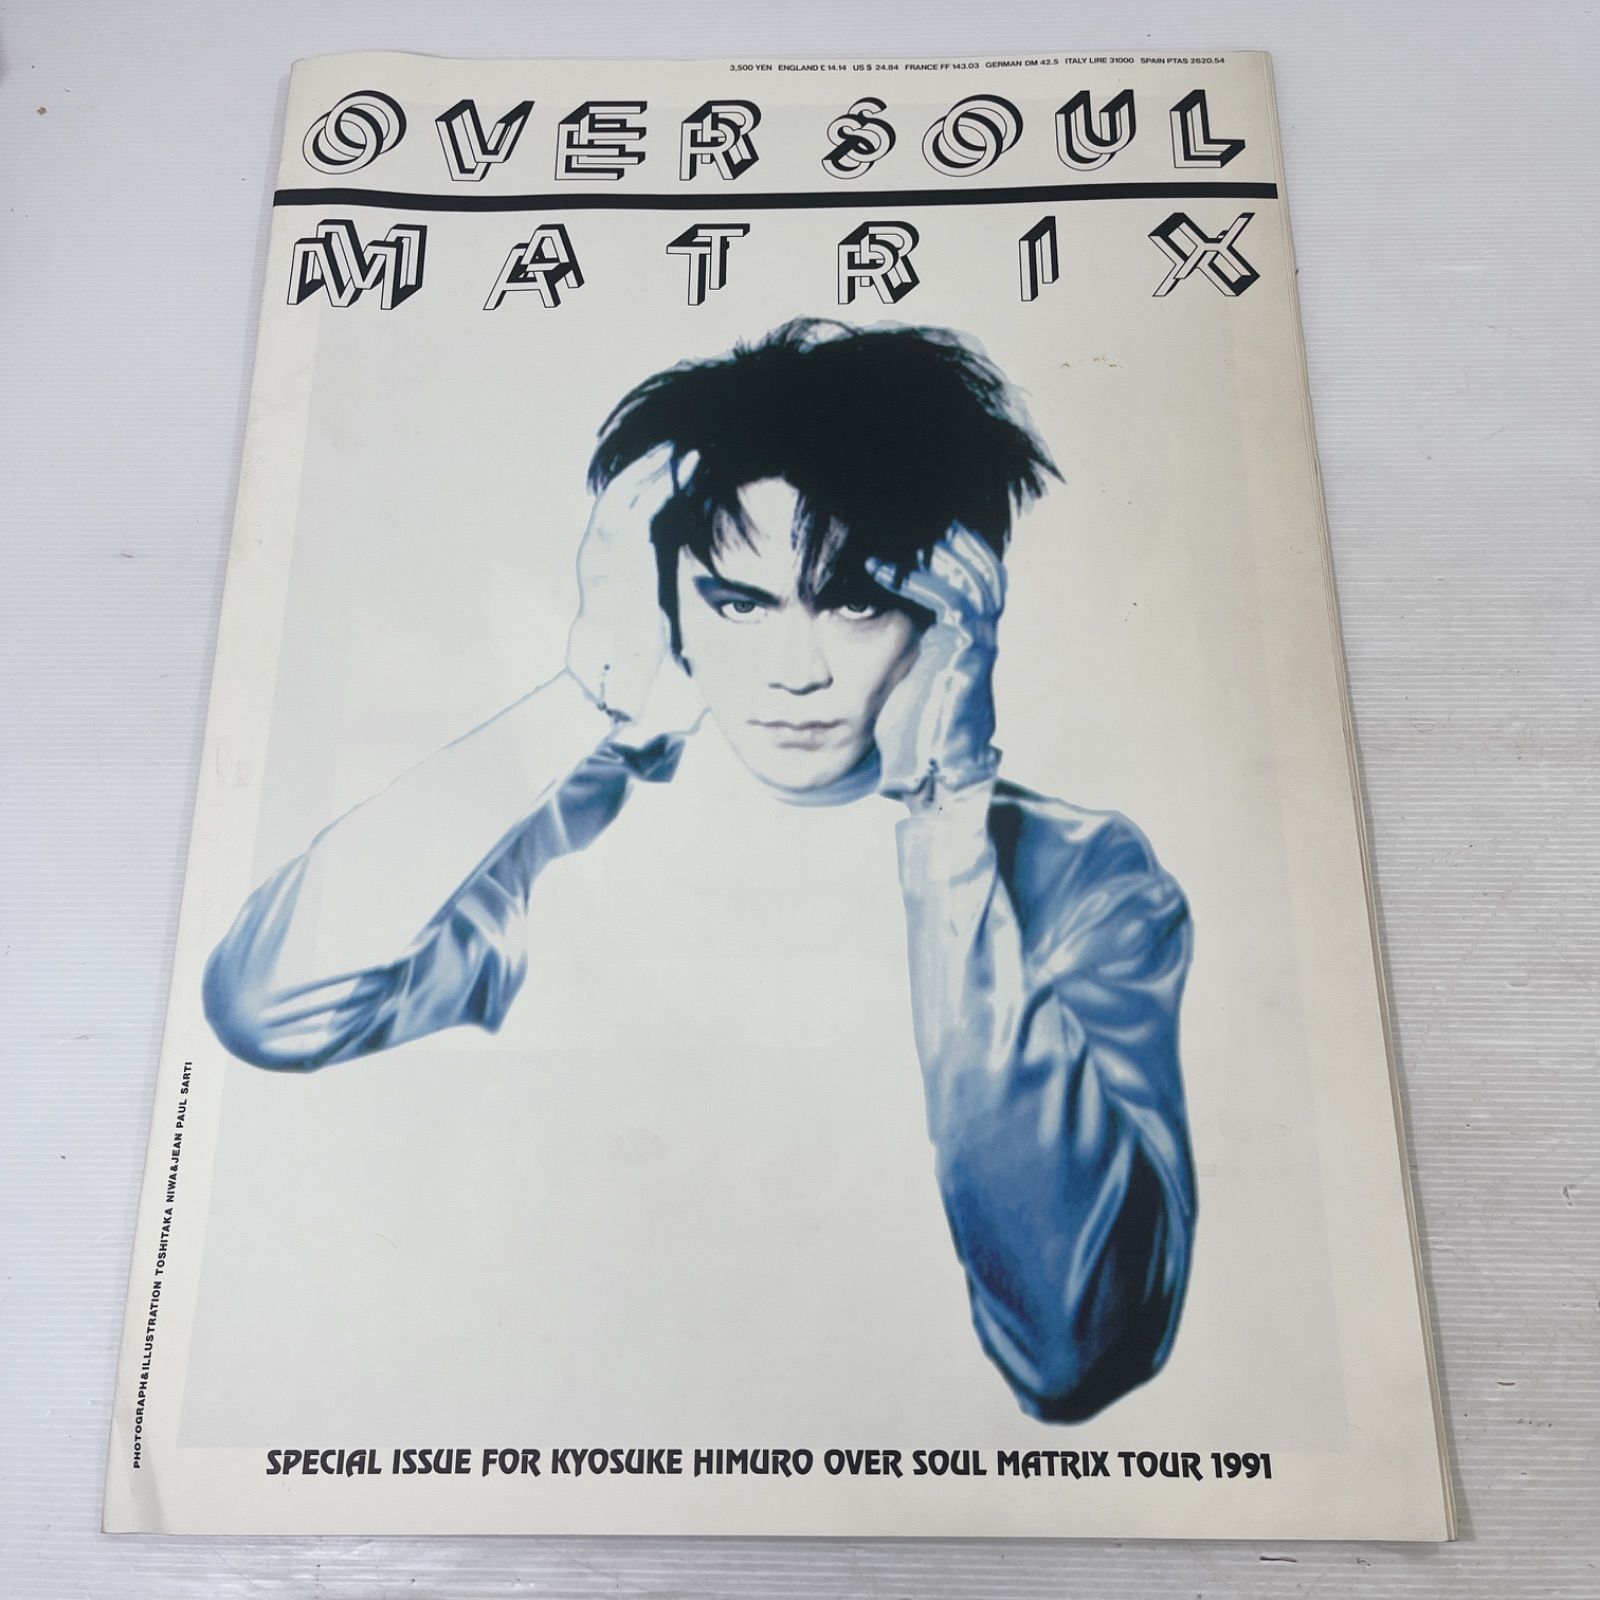 3,500 YEN ENGLAND £ 14.14 US $ 24.84 FRANCE FF 143.03 GERMAN DM 42.5 ITALY LIRE 31000 SPAIN PTAS 2620.54
OVER SOUL
MATRIX
PHOTOGRAPH&ILLUSTRATION TOSHITAKA NIWA&JEAN PAUL SARTI
SPECIAL ISSUE FOR KYOSUKE HIMURO OVER SOUL MATRIX TOUR 1991